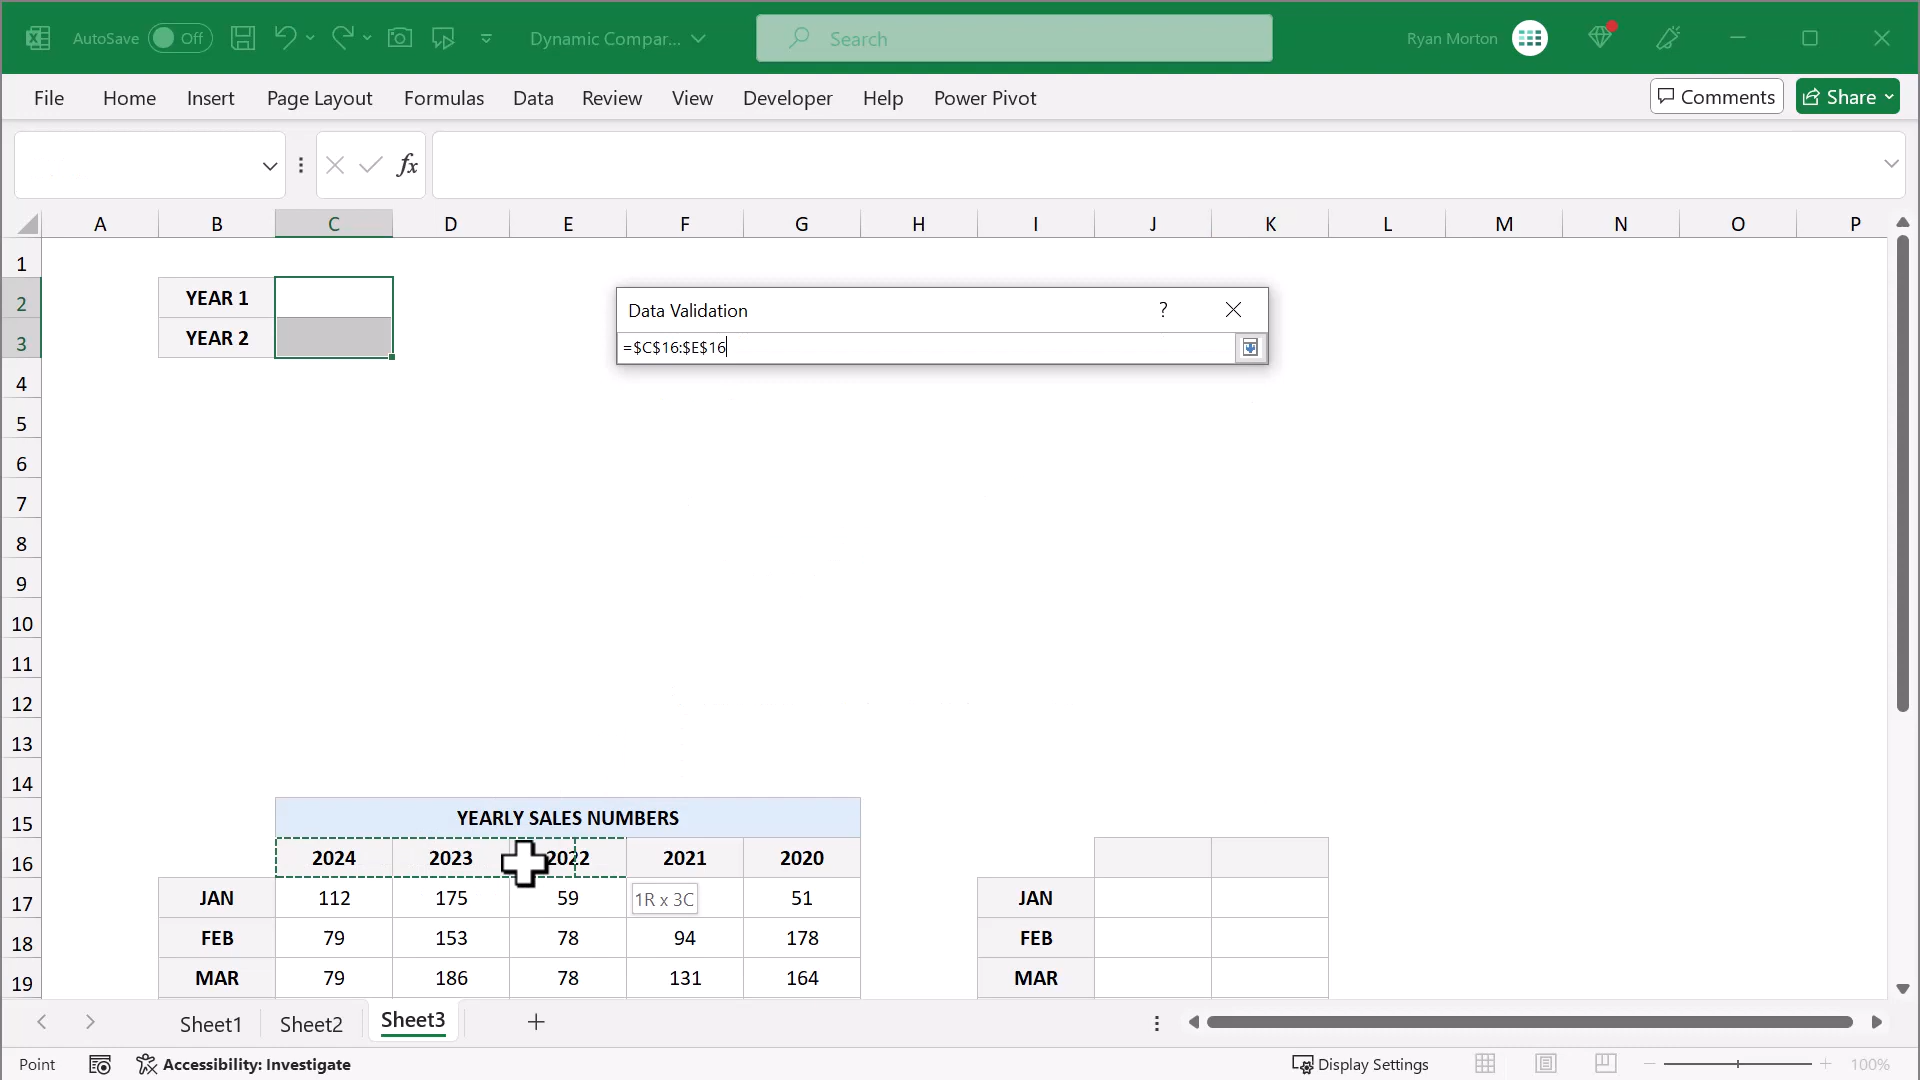 AutoSave Off Dynamic Compar... Search Ryan Morton
File Home Insert Page Layout Formulas Data Review View Developer Help Power Pivot Comments Share
fx
A B C D E F G H I J K L M N O P
1
2 YEAR 1
3 YEAR 2
Data Validation ?
=$C$16:$E$16
4
5
6
7
8
9
10
11
12
13
14
15 YEARLY SALES NUMBERS
16 2024 2023 2022 2021 2020
17 JAN 112 175 59 1R x 3C 51 JAN
18 FEB 79 153 78 94 178 FEB
19 MAR 79 186 78 131 164 MAR
Sheet1 Sheet2 Sheet3
Point Accessibility: Investigate Display Settings 100%